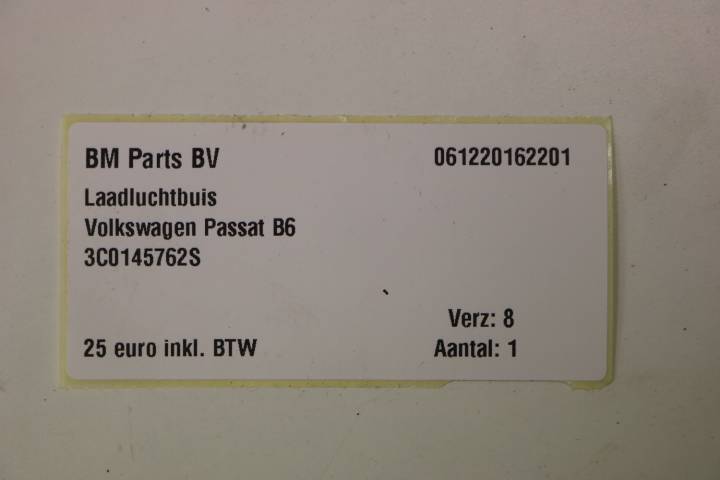 BM Parts BV 061220162201
Laadluchtbuis
Volkswagen Passat B6
3C0145762S
Verz: 8
25 euro inkl. BTW Aantal: 1